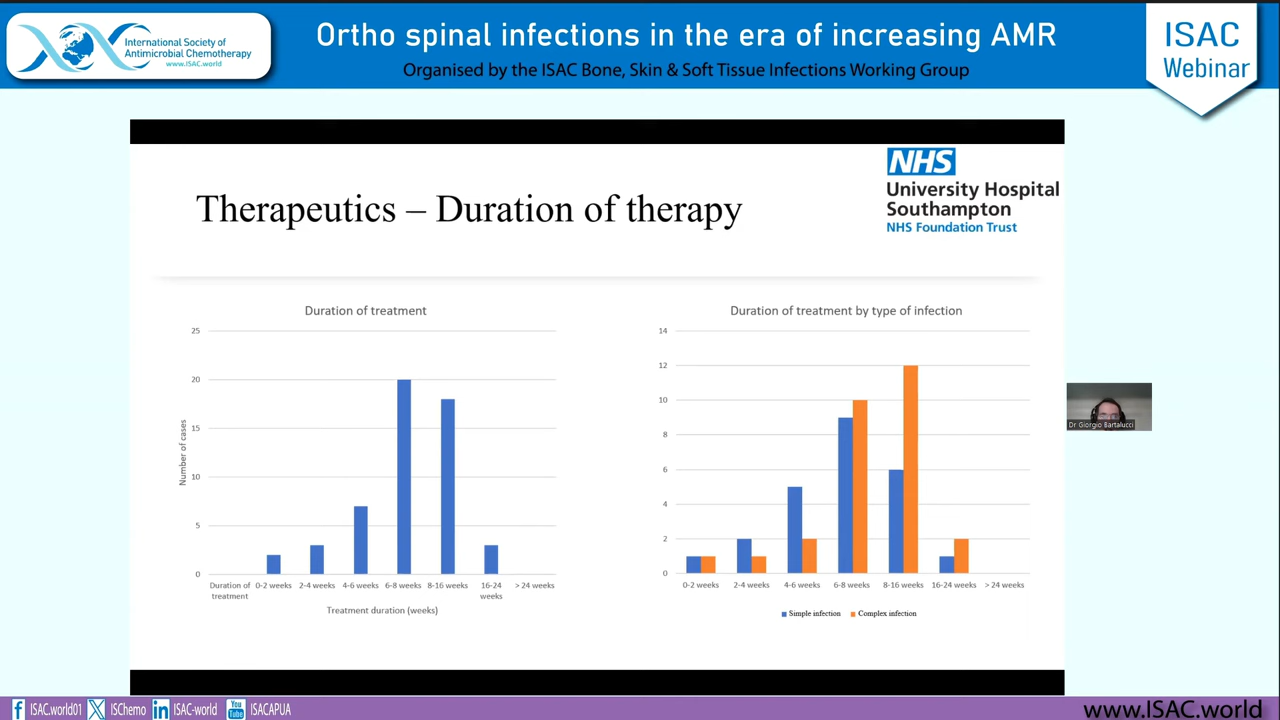 International Society of
Antimicrobial Chemotherapy
www.ISAC.world
Ortho spinal infections in the era of increasing AMR
Organised by the ISAC Bone, Skin & Soft Tissue Infections Working Group
ISAC
Webinar
Therapeutics – Duration of therapy
NHS
University Hospital
Southampton
NHS Foundation Trust
Duration of treatment
25
20
15
10
5
0
Number of cases
Duration of treatment
0-2 weeks
2-4 weeks
4-6 weeks
6-8 weeks
8-16 weeks
16-24 weeks
> 24 weeks
Treatment duration (weeks)
Duration of treatment by type of infection
14
12
10
8
6
4
2
0
0-2 weeks
2-4 weeks
4-6 weeks
6-8 weeks
8-16 weeks
16-24 weeks
> 24 weeks
Simple infection
Complex infection
Dr Giorgio Bartalucci
ISAC.world01
ISChemo
ISAC-world
You Tube
ISACAPUA
www.ISAC.world